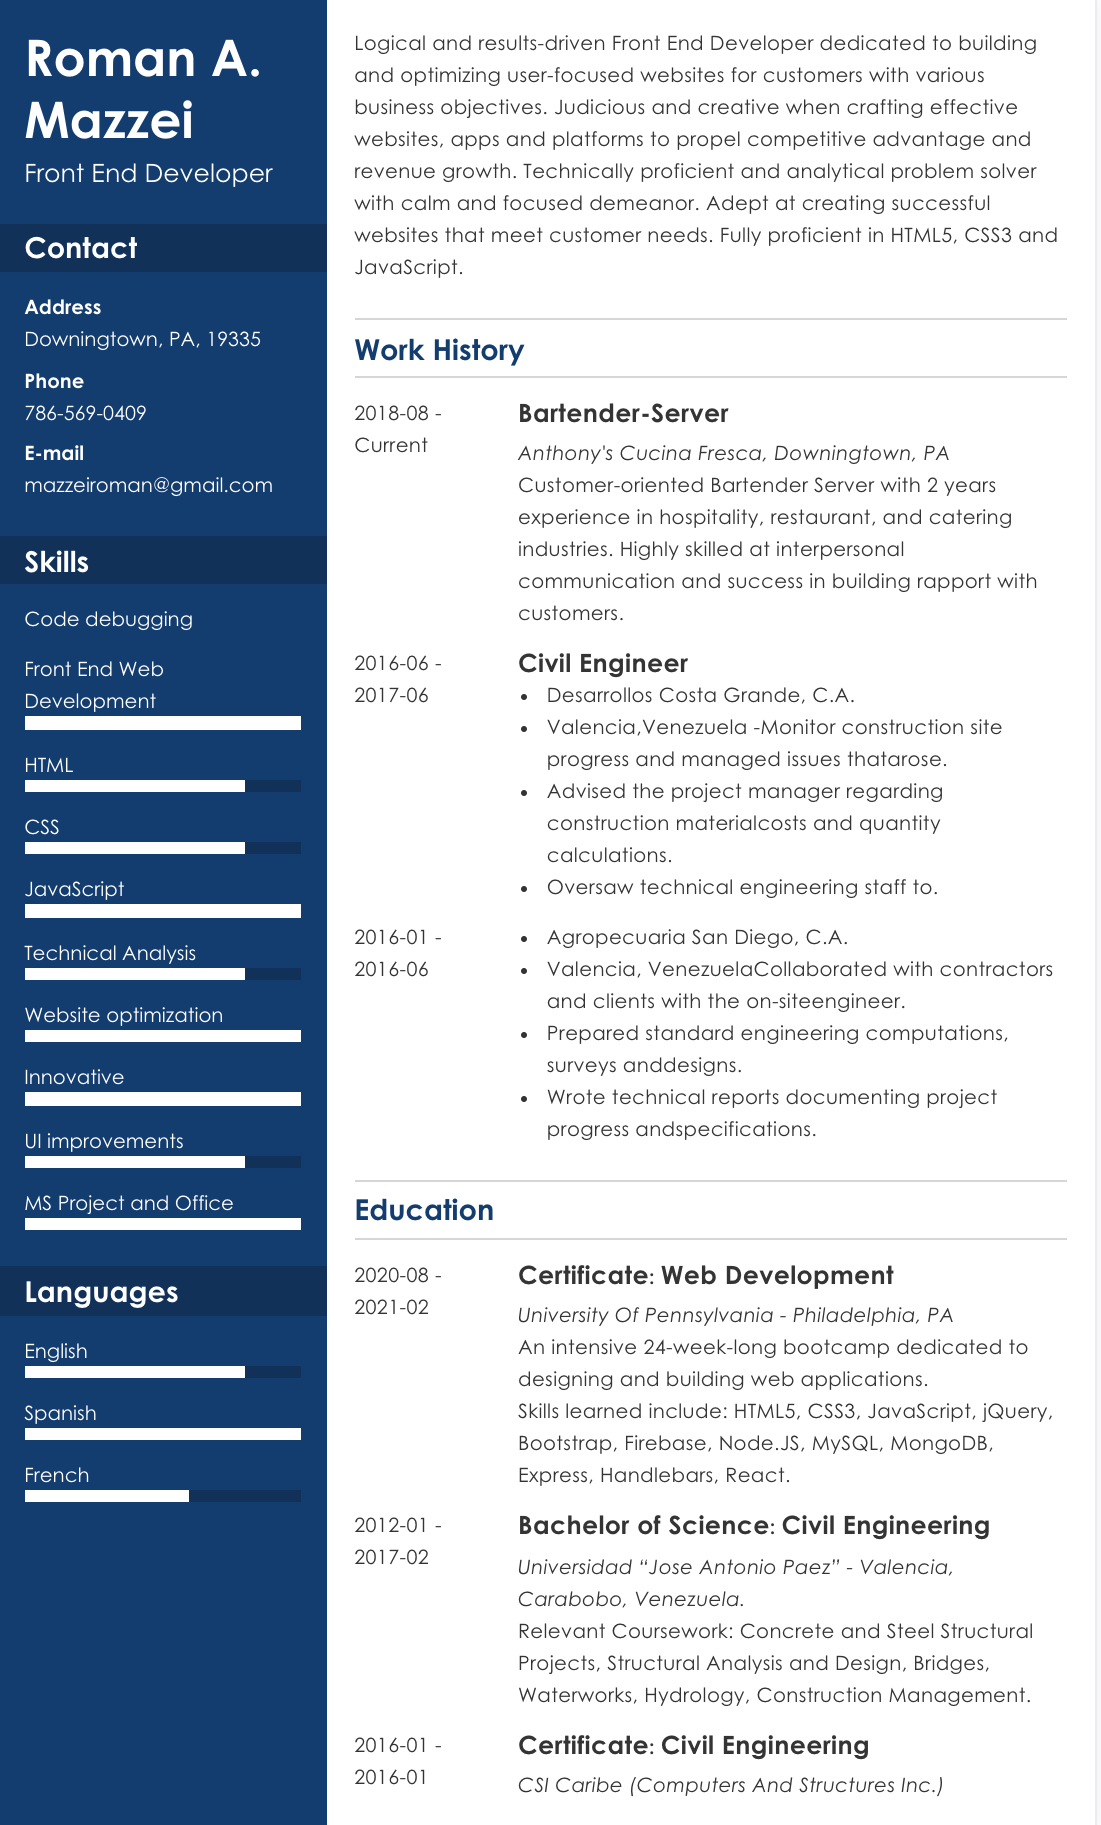 Roman A.
Mazzei
Front End Developer
Contact
Address
Downingtown, PA, 19335
Phone
786-569-0409
E-mail
mazzeiroman@gmail.com
Skills
Code debugging
Front End Web
Development
HTML
CSS
JavaScript
Technical Analysis
Website optimization
Innovative
UI improvements
MS Project and Office
Languages
English
Spanish
French
Logical and results-driven Front End Developer dedicated to building
and optimizing user-focused websites for customers with various
business objectives. Judicious and creative when crafting effective
websites, apps and platforms to propel competitive advantage and
revenue growth. Technically proficient and analytical problem solver
with calm and focused demeanor. Adept at creating successful
websites that meet customer needs. Fully proficient in HTML5, CSS3 and
JavaScript.
Work History
2018-08 -
Current
Bartender-Server
Anthony's Cucina Fresca, Downingtown, PA
Customer-oriented Bartender Server with 2 years
experience in hospitality, restaurant, and catering
industries. Highly skilled at interpersonal
communication and success in building rapport with
customers.
2016-06 -
2017-06
Civil Engineer
• Desarrollos Costa Grande, C.A.
• Valencia,Venezuela -Monitor construction site
progress and managed issues thatarose.
• Advised the project manager regarding
construction materialcosts and quantity
calculations.
• Oversaw technical engineering staff to.
2016-01 -
2016-06
• Agropecuaria San Diego, C.A.
• Valencia, VenezuelaCollaborated with contractors
and clients with the on-siteengineer.
• Prepared standard engineering computations,
surveys anddesigns.
• Wrote technical reports documenting project
progress andspecifications.
Education
2020-08 -
2021-02
Certificate: Web Development
University Of Pennsylvania - Philadelphia, PA
An intensive 24-week-long bootcamp dedicated to
designing and building web applications.
Skills learned include: HTML5, CSS3, JavaScript, jQuery,
Bootstrap, Firebase, Node.JS, MySQL, MongoDB,
Express, Handlebars, React.
2012-01 -
2017-02
Bachelor of Science: Civil Engineering
Universidad “Jose Antonio Paez” - Valencia,
Carabobo, Venezuela.
Relevant Coursework: Concrete and Steel Structural
Projects, Structural Analysis and Design, Bridges,
Waterworks, Hydrology, Construction Management.
2016-01 -
2016-01
Certificate: Civil Engineering
CSI Caribe (Computers And Structures Inc.)